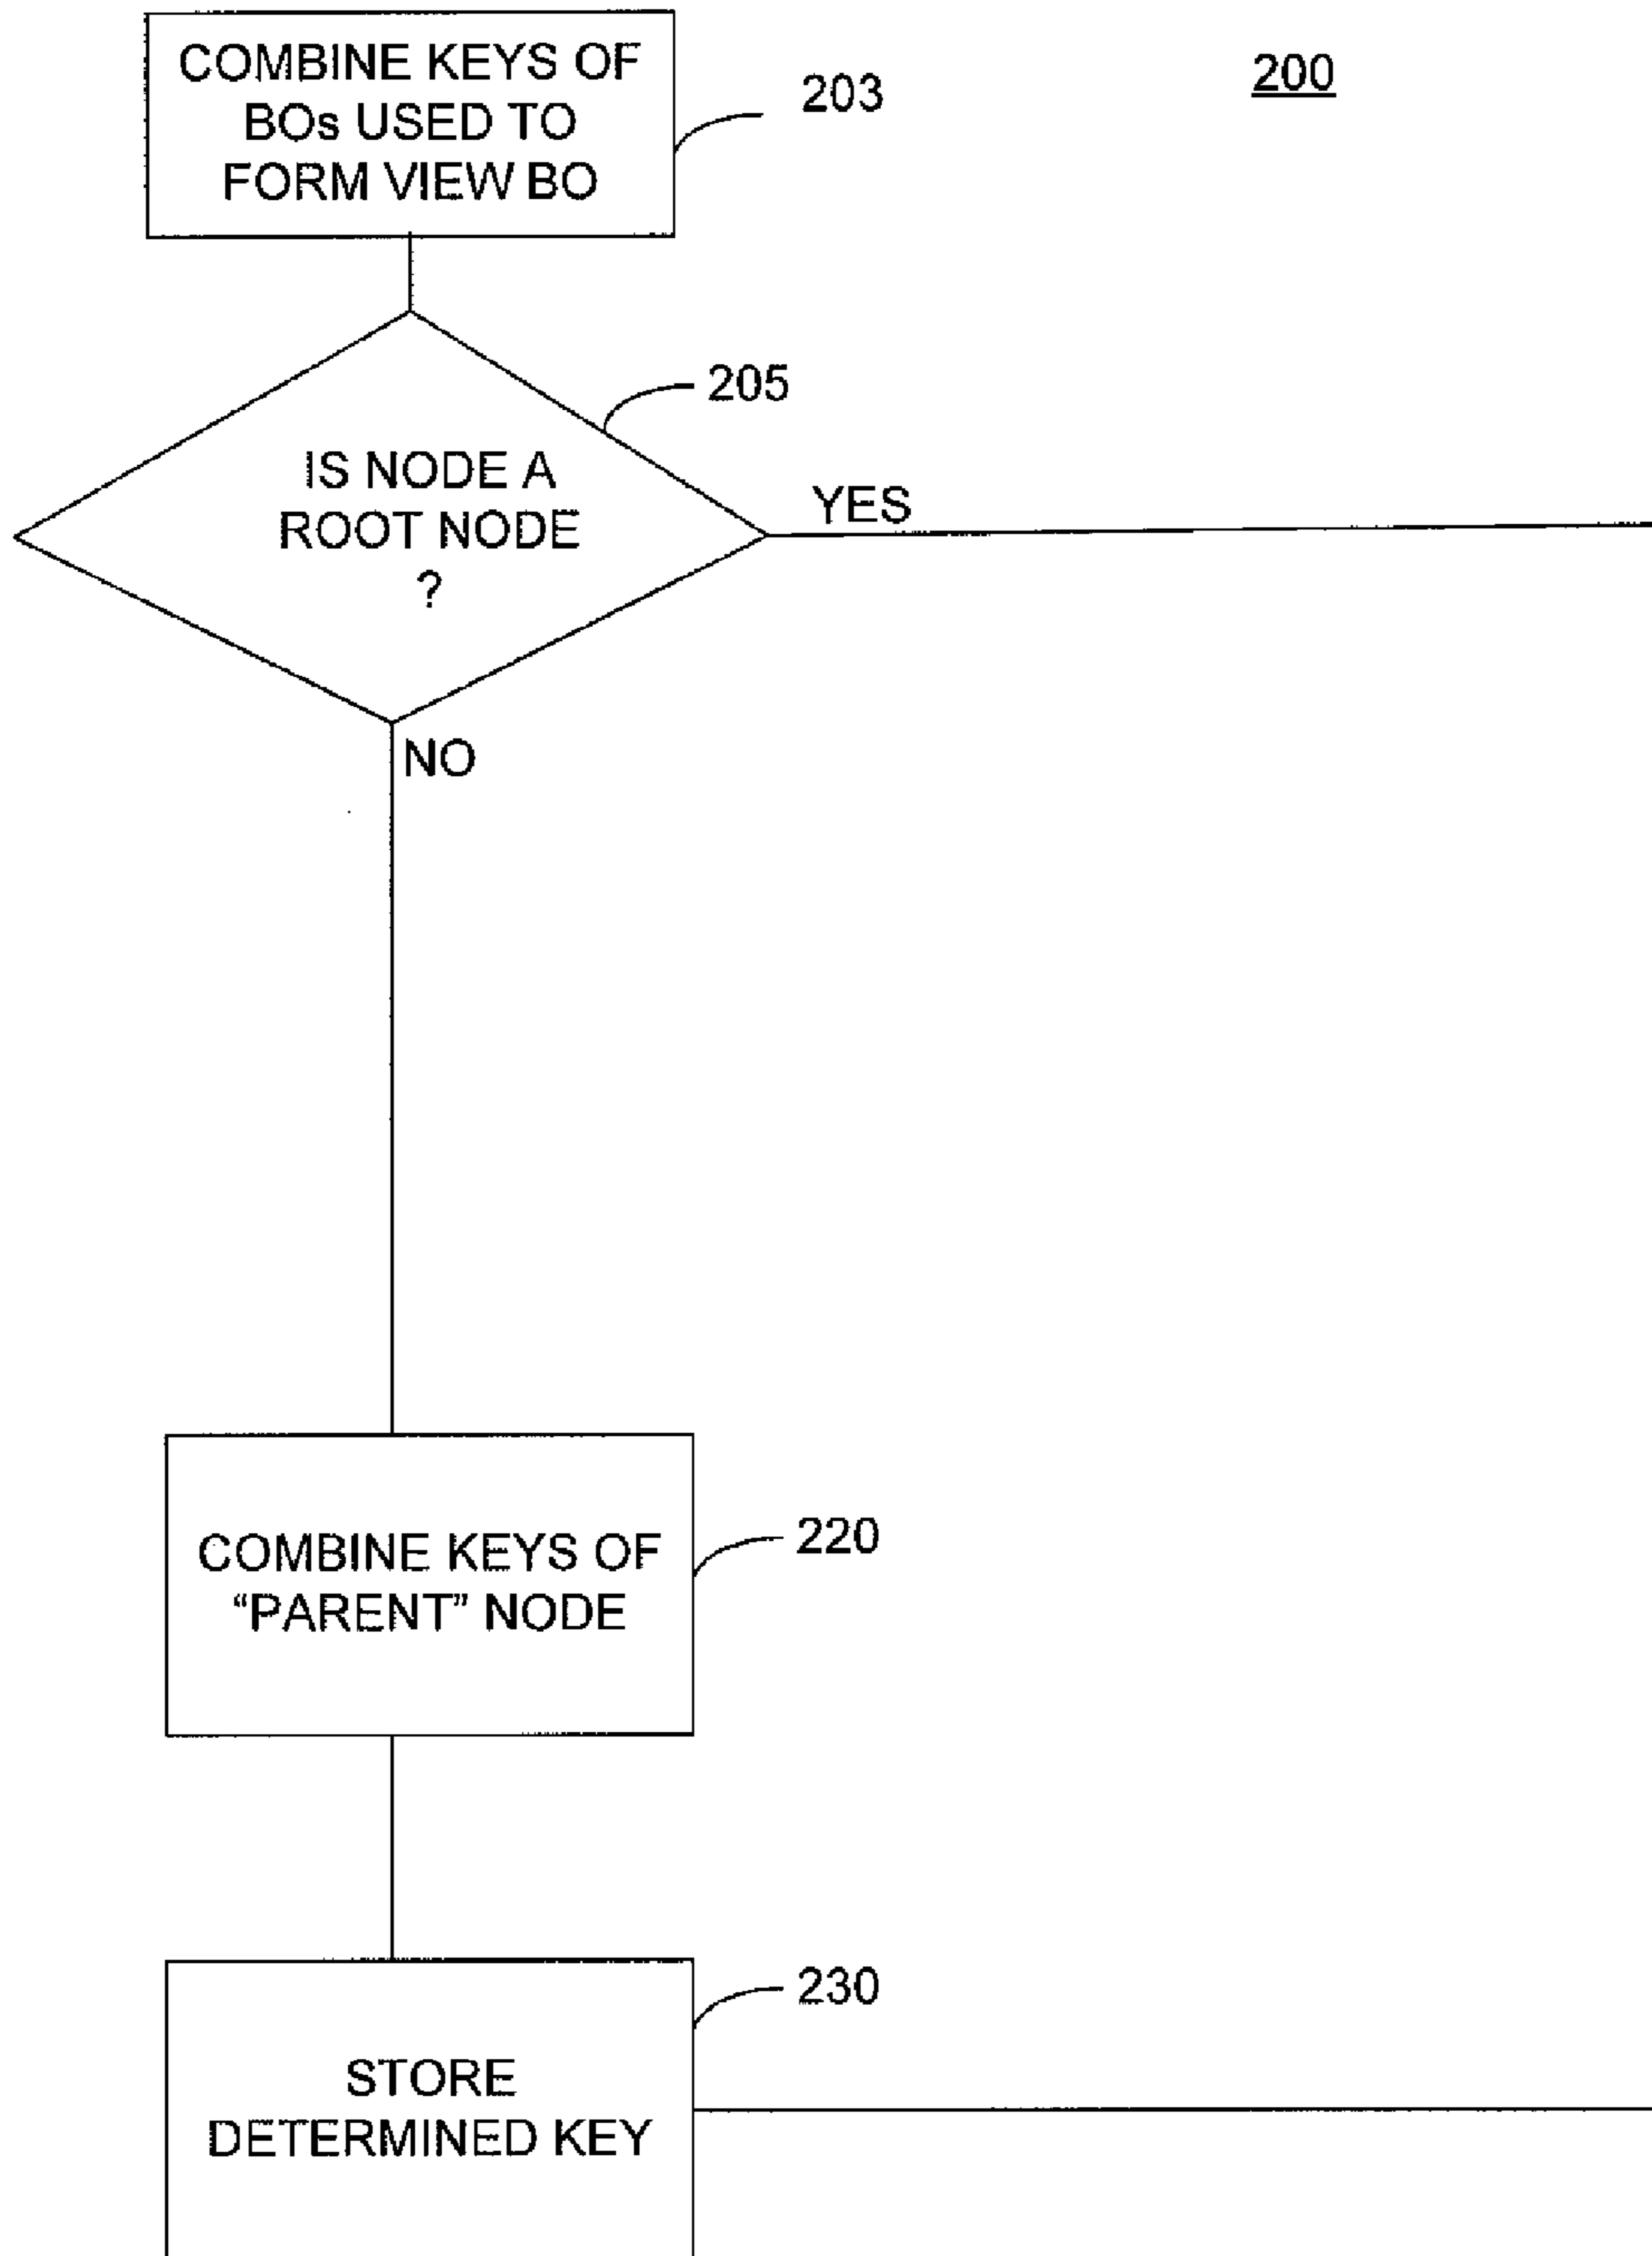 COMBINE KEYS OF
BOs USED TO
FORM VIEW BO
203
200
205
IS NODE A
ROOT NODE
?
YES
NO
COMBINE KEYS OF
“PARENT” NODE
220
230
STORE
DETERMINED KEY